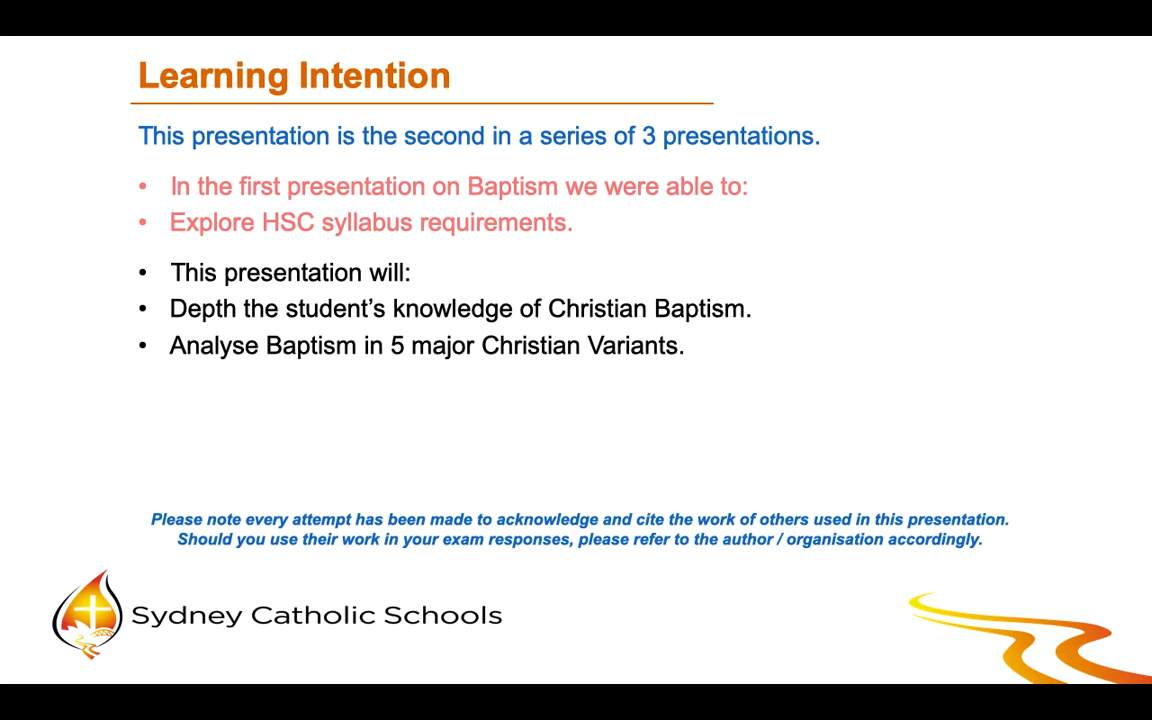 Learning Intention
This presentation is the second in a series of 3 presentations.
• In the first presentation on Baptism we were able to:
• Explore HSC syllabus requirements.
• This presentation will:
• Depth the student’s knowledge of Christian Baptism.
• Analyse Baptism in 5 major Christian Variants.
Please note every attempt has been made to acknowledge and cite the work of others used in this presentation.
Should you use their work in your exam responses, please refer to the author / organisation accordingly.
Sydney Catholic Schools